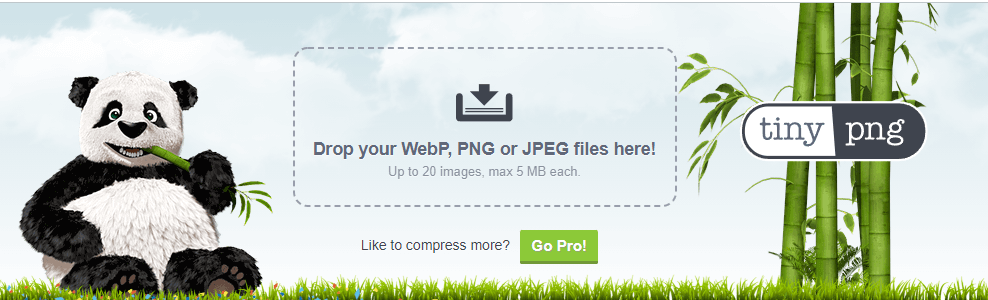 Drop your WebP, PNG or JPEG files here!
Up to 20 images, max 5 MB each.
tiny png
Like to compress more? Go Pro!